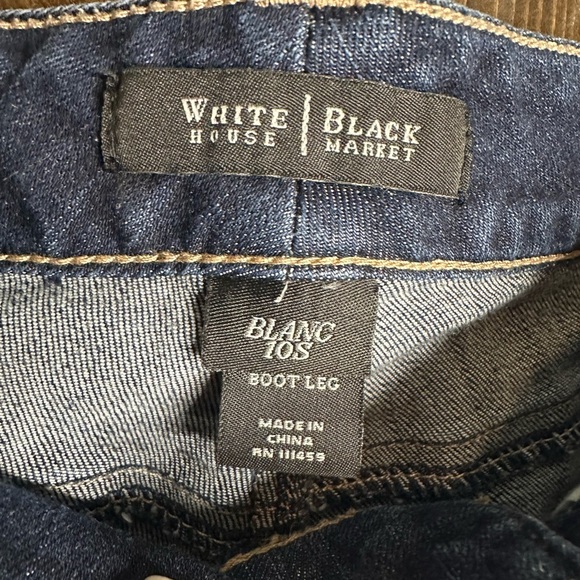 WHITE | BLACK
HOUSE | MARKET
BLANC
10S
BOOT LEG
MADE IN
CHINA
RN 111459